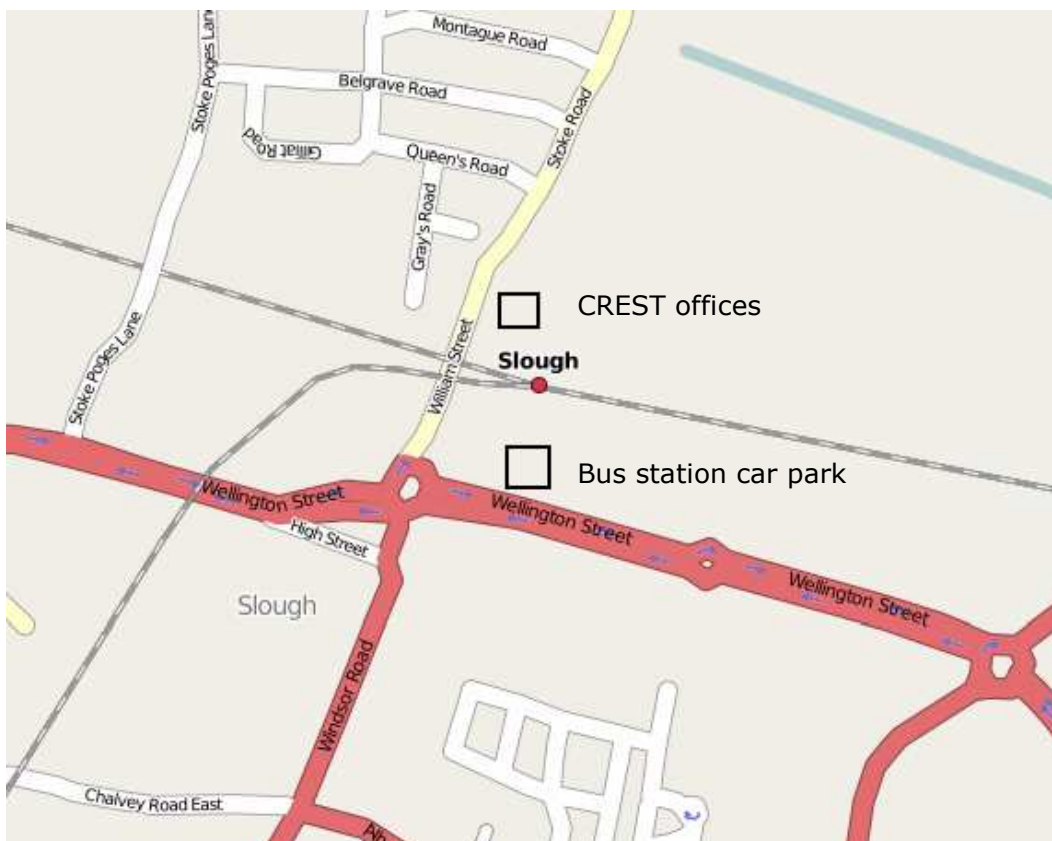 Montague Road
Stoke Poges Lane
Belgrave Road
Stoke Road
Gilliat Road
Queen's Road
Gray's Road
CREST offices
William Street
Slough
Stoke Poges Lane
Bus station car park
Wellington Street
Wellington Street
High Street
Wellington Street
Slough
Windsor Road
Chalvey Road East
Alb